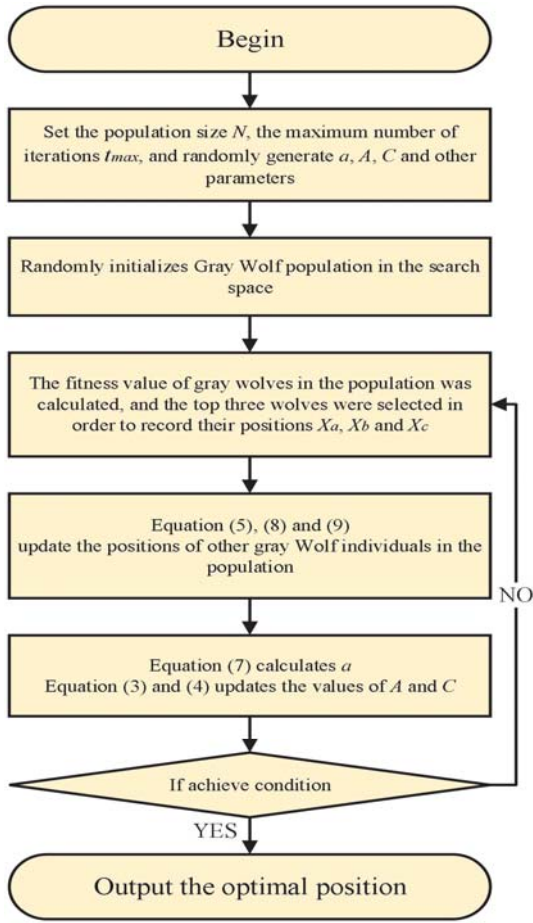 Begin
Set the population size N, the maximum number of
iterations tmax, and randomly generate a, A, C and other
parameters
Randomly initializes Gray Wolf population in the search
space
The fitness value of gray wolves in the population was
calculated, and the top three wolves were selected in
order to record their positions Xa, Xb and Xc
Equation (5), (8) and (9)
update the positions of other gray Wolf individuals in the
population
NO
Equation (7) calculates a
Equation (3) and (4) updates the values of A and C
If achieve condition
YES
Output the optimal position